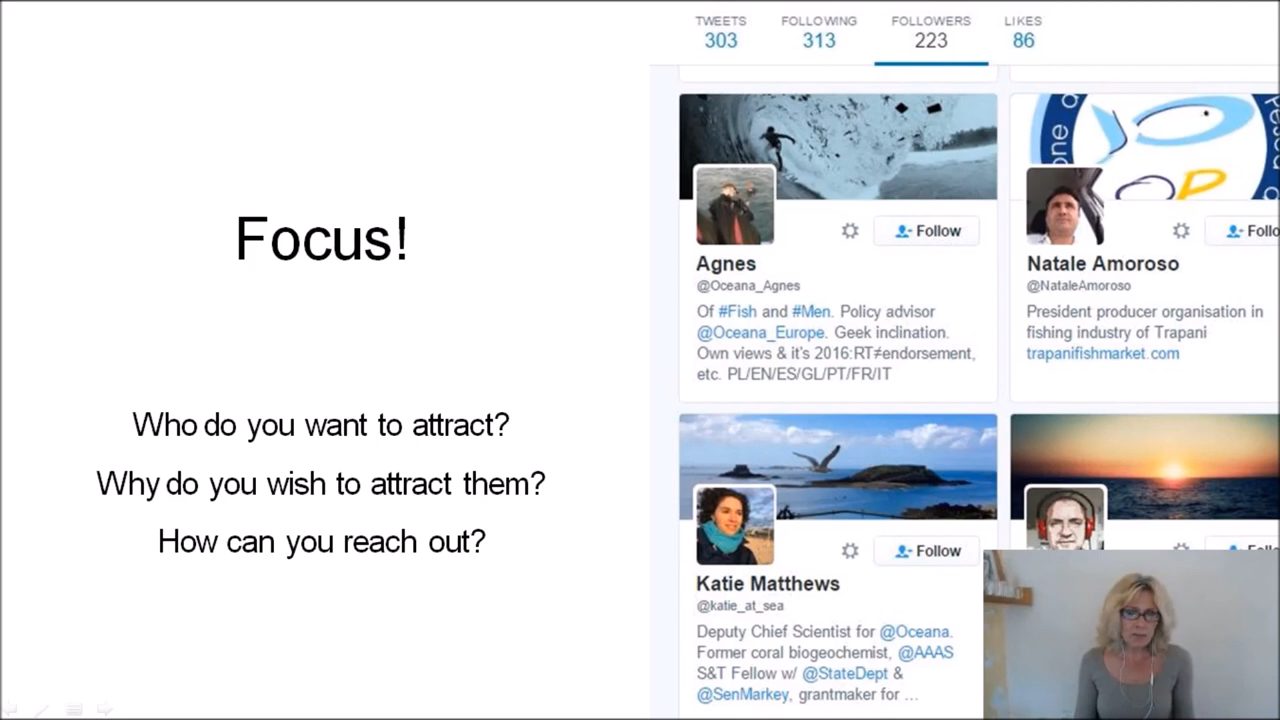 Focus!
Who do you want to attract?
Why do you wish to attract them?
How can you reach out?
TWEETS FOLLOWING FOLLOWERS LIKES
303 313 223 86
Follow
Agnes
@Oceana_Agnes
Of #Fish and #Men. Policy advisor
@Oceana_Europe. Geek inclination.
Own views & it's 2016:RT≠endorsement,
etc. PL/EN/ES/GL/PT/FR/IT
Follo
Natale Amoroso
@NataleAmoroso
President producer organisation in
fishing industry of Trapani
trapanifishmarket.com
Follow
Katie Matthews
@katie_at_sea
Deputy Chief Scientist for @Oceana.
Former coral biogeochemist, @AAAS
S&T Fellow w/ @StateDept &
@SenMarkey, grantmaker for ...
Follo